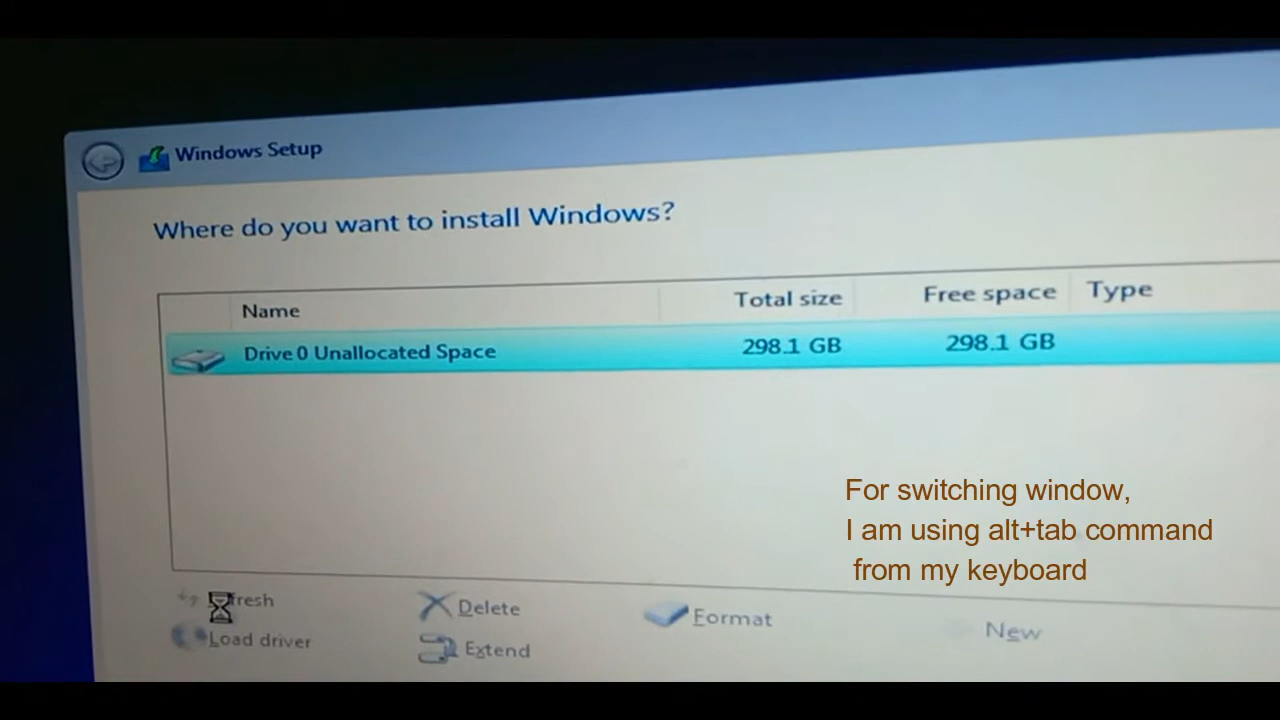 Windows Setup
Where do you want to install Windows?
Name Total size Free space Type
Drive 0 Unallocated Space 298.1 GB 298.1 GB
For switching window,
I am using alt+tab command
from my keyboard
Delete Format New
Load driver Extend